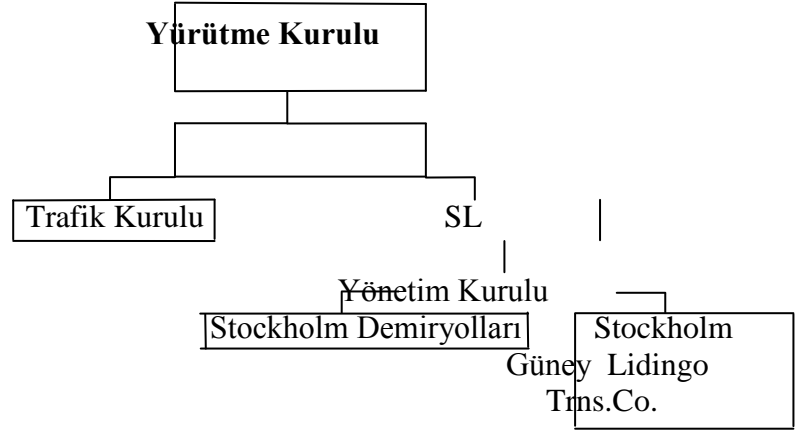 Yürütme Kurulu
Trafik Kurulu SL
Yönetim Kurulu
Stockholm Demiryolları Stockholm
Güney Lidingo
Trns.Co.